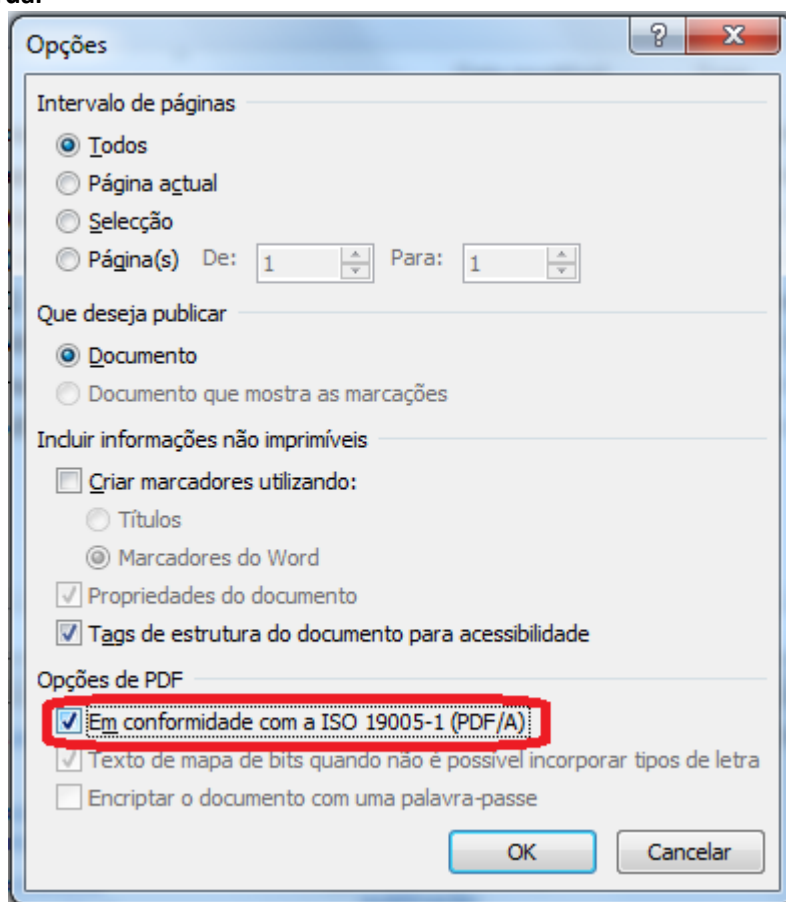 Opções
Intervalo de páginas
Todos
Página actual
Selecção
Página(s) De: 1 Para: 1
Que deseja publicar
Documento
Documento que mostra as marcações
Incluir informações não imprimíveis
Criar marcadores utilizando:
Títulos
Marcadores do Word
Propriedades do documento
Tags de estrutura do documento para acessibilidade
Opções de PDF
Em conformidade com a ISO 19005-1 (PDF/A)
Texto de mapa de bits quando não é possível incorporar tipos de letra
Encriptar o documento com uma palavra-passe
OK Cancelar